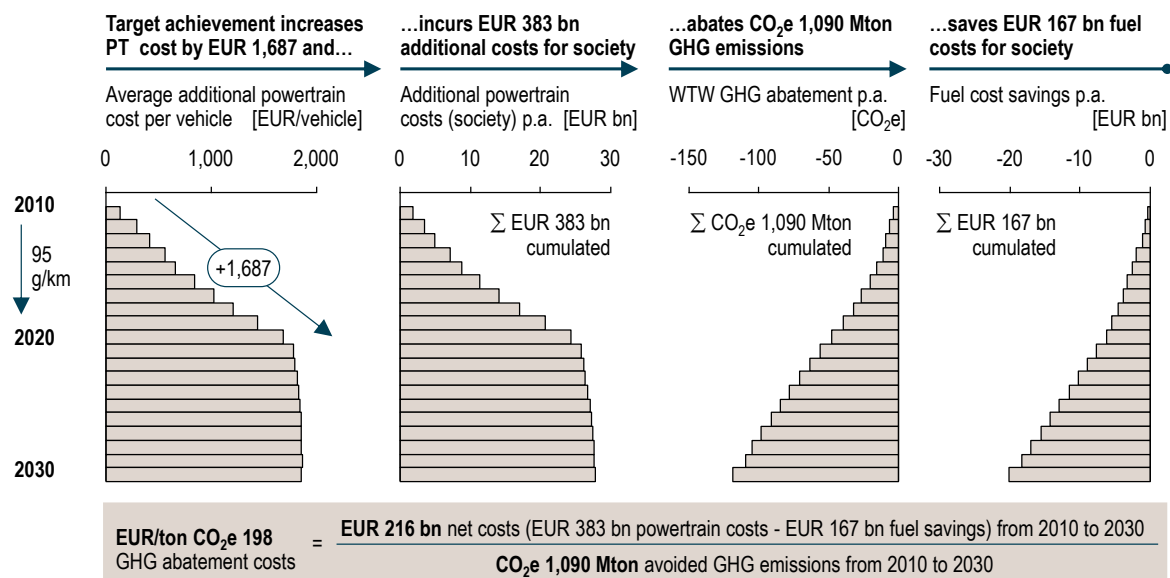 Target achievement increases
PT cost by EUR 1,687 and…
Average additional powertrain
cost per vehicle [EUR/vehicle]
0 1,000 2,000
…incurs EUR 383 bn
additional costs for society
Additional powertrain
costs (society) p.a. [EUR bn]
0 10 20 30
…abates CO₂e 1,090 Mton
GHG emissions
WTW GHG abatement p.a.
[CO₂e]
-150 -100 -50 0
…saves EUR 167 bn fuel
costs for society
Fuel cost savings p.a.
[EUR bn]
-30 -20 -10 0
2010
95
g/km
2020
2030
+1,687
∑ EUR 383 bn
cumulated
∑ CO₂e 1,090 Mton
cumulated
∑ EUR 167 bn
cumulated
EUR/ton CO₂e 198
GHG abatement costs
=
EUR 216 bn net costs (EUR 383 bn powertrain costs - EUR 167 bn fuel savings) from 2010 to 2030
CO₂e 1,090 Mton avoided GHG emissions from 2010 to 2030